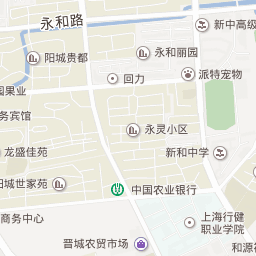 永和路
新中高级
永和丽园
阳城贵都
回力
派特宠物
园果业
务宾馆
永灵小区
龙盛佳苑
新和中学
阳城世家苑
中国农业银行
商务中心
上海行健
职业学院
晋城农贸市场
和源